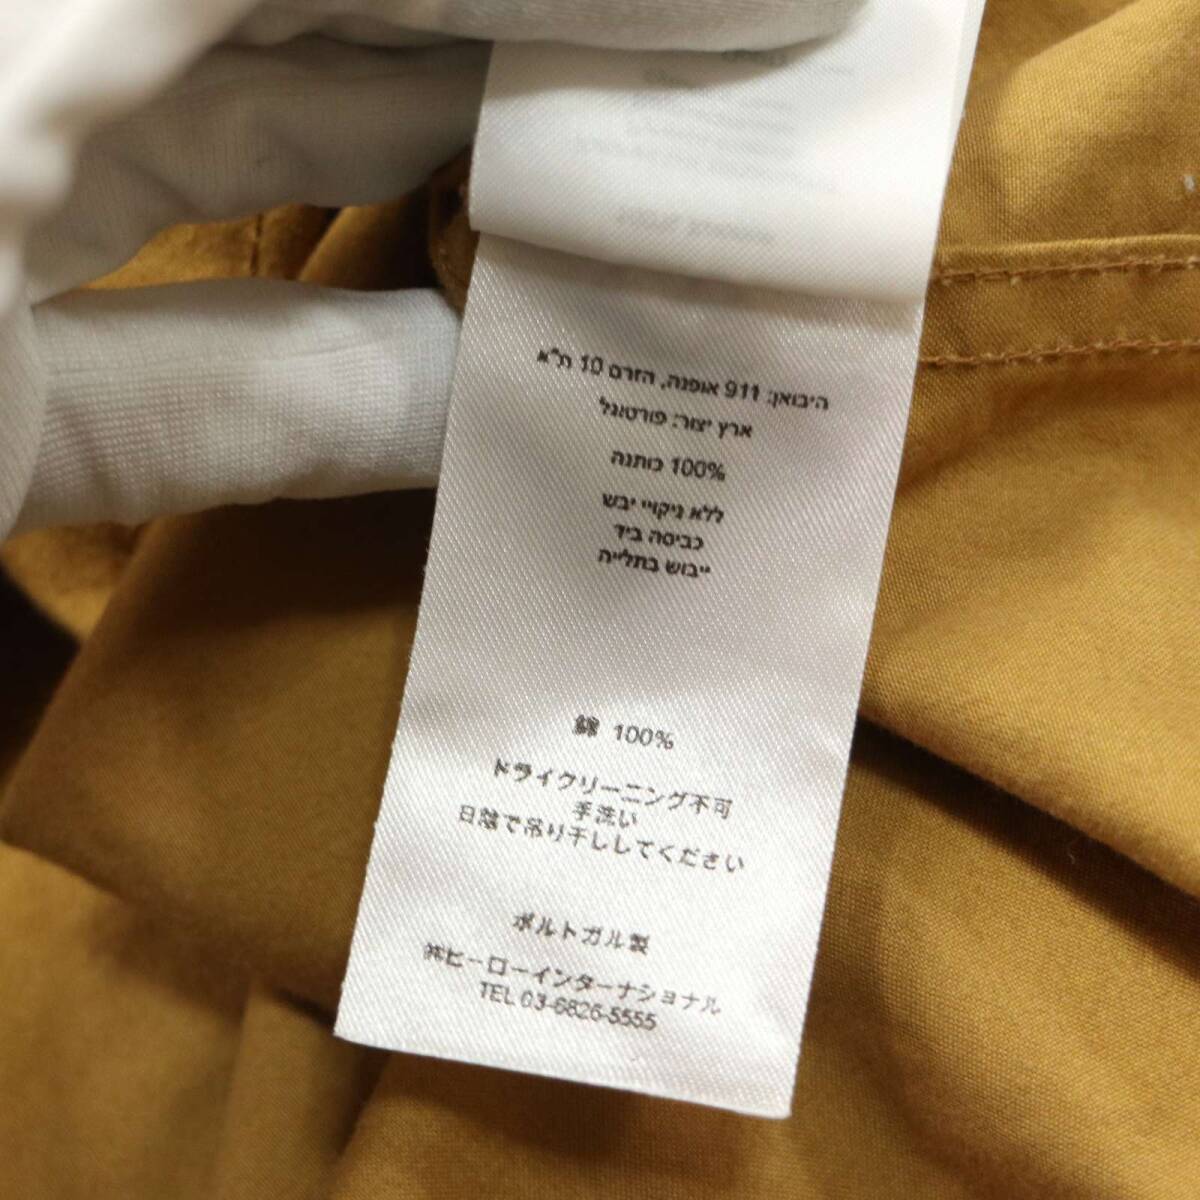 היבואן: 911 אופנה, הזרם 10 ת"א
ארץ יצור: פורטוגל
100% כותנה
ללא ניקויי יבש
כביסה ביד
ייבוש בתלייה
綿 100%
ドライクリーニング不可
手洗い
日陰で吊り干ししてください
ポルトガル製
㈱ヒーローインターナショナル
TEL 03-6826-5555